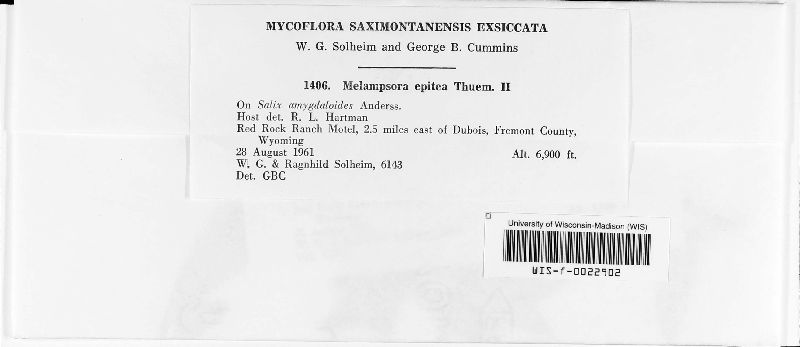 MYCOFLORA SAXIMONTANENSIS EXSICCATA
W. G. Solheim and George B. Cummins
1406. Melampsora epitea Thuem. II
On Salix amygdaloides Anderss.
Host det. R. L. Hartman
Red Rock Ranch Motel, 2.5 miles east of Dubois, Fremont County,
Wyoming
28 August 1961 Alt. 6,900 ft.
W. G. & Ragnhild Solheim, 6143
Det. GBC
University of Wisconsin-Madison (WIS)
WIS-f-0022902